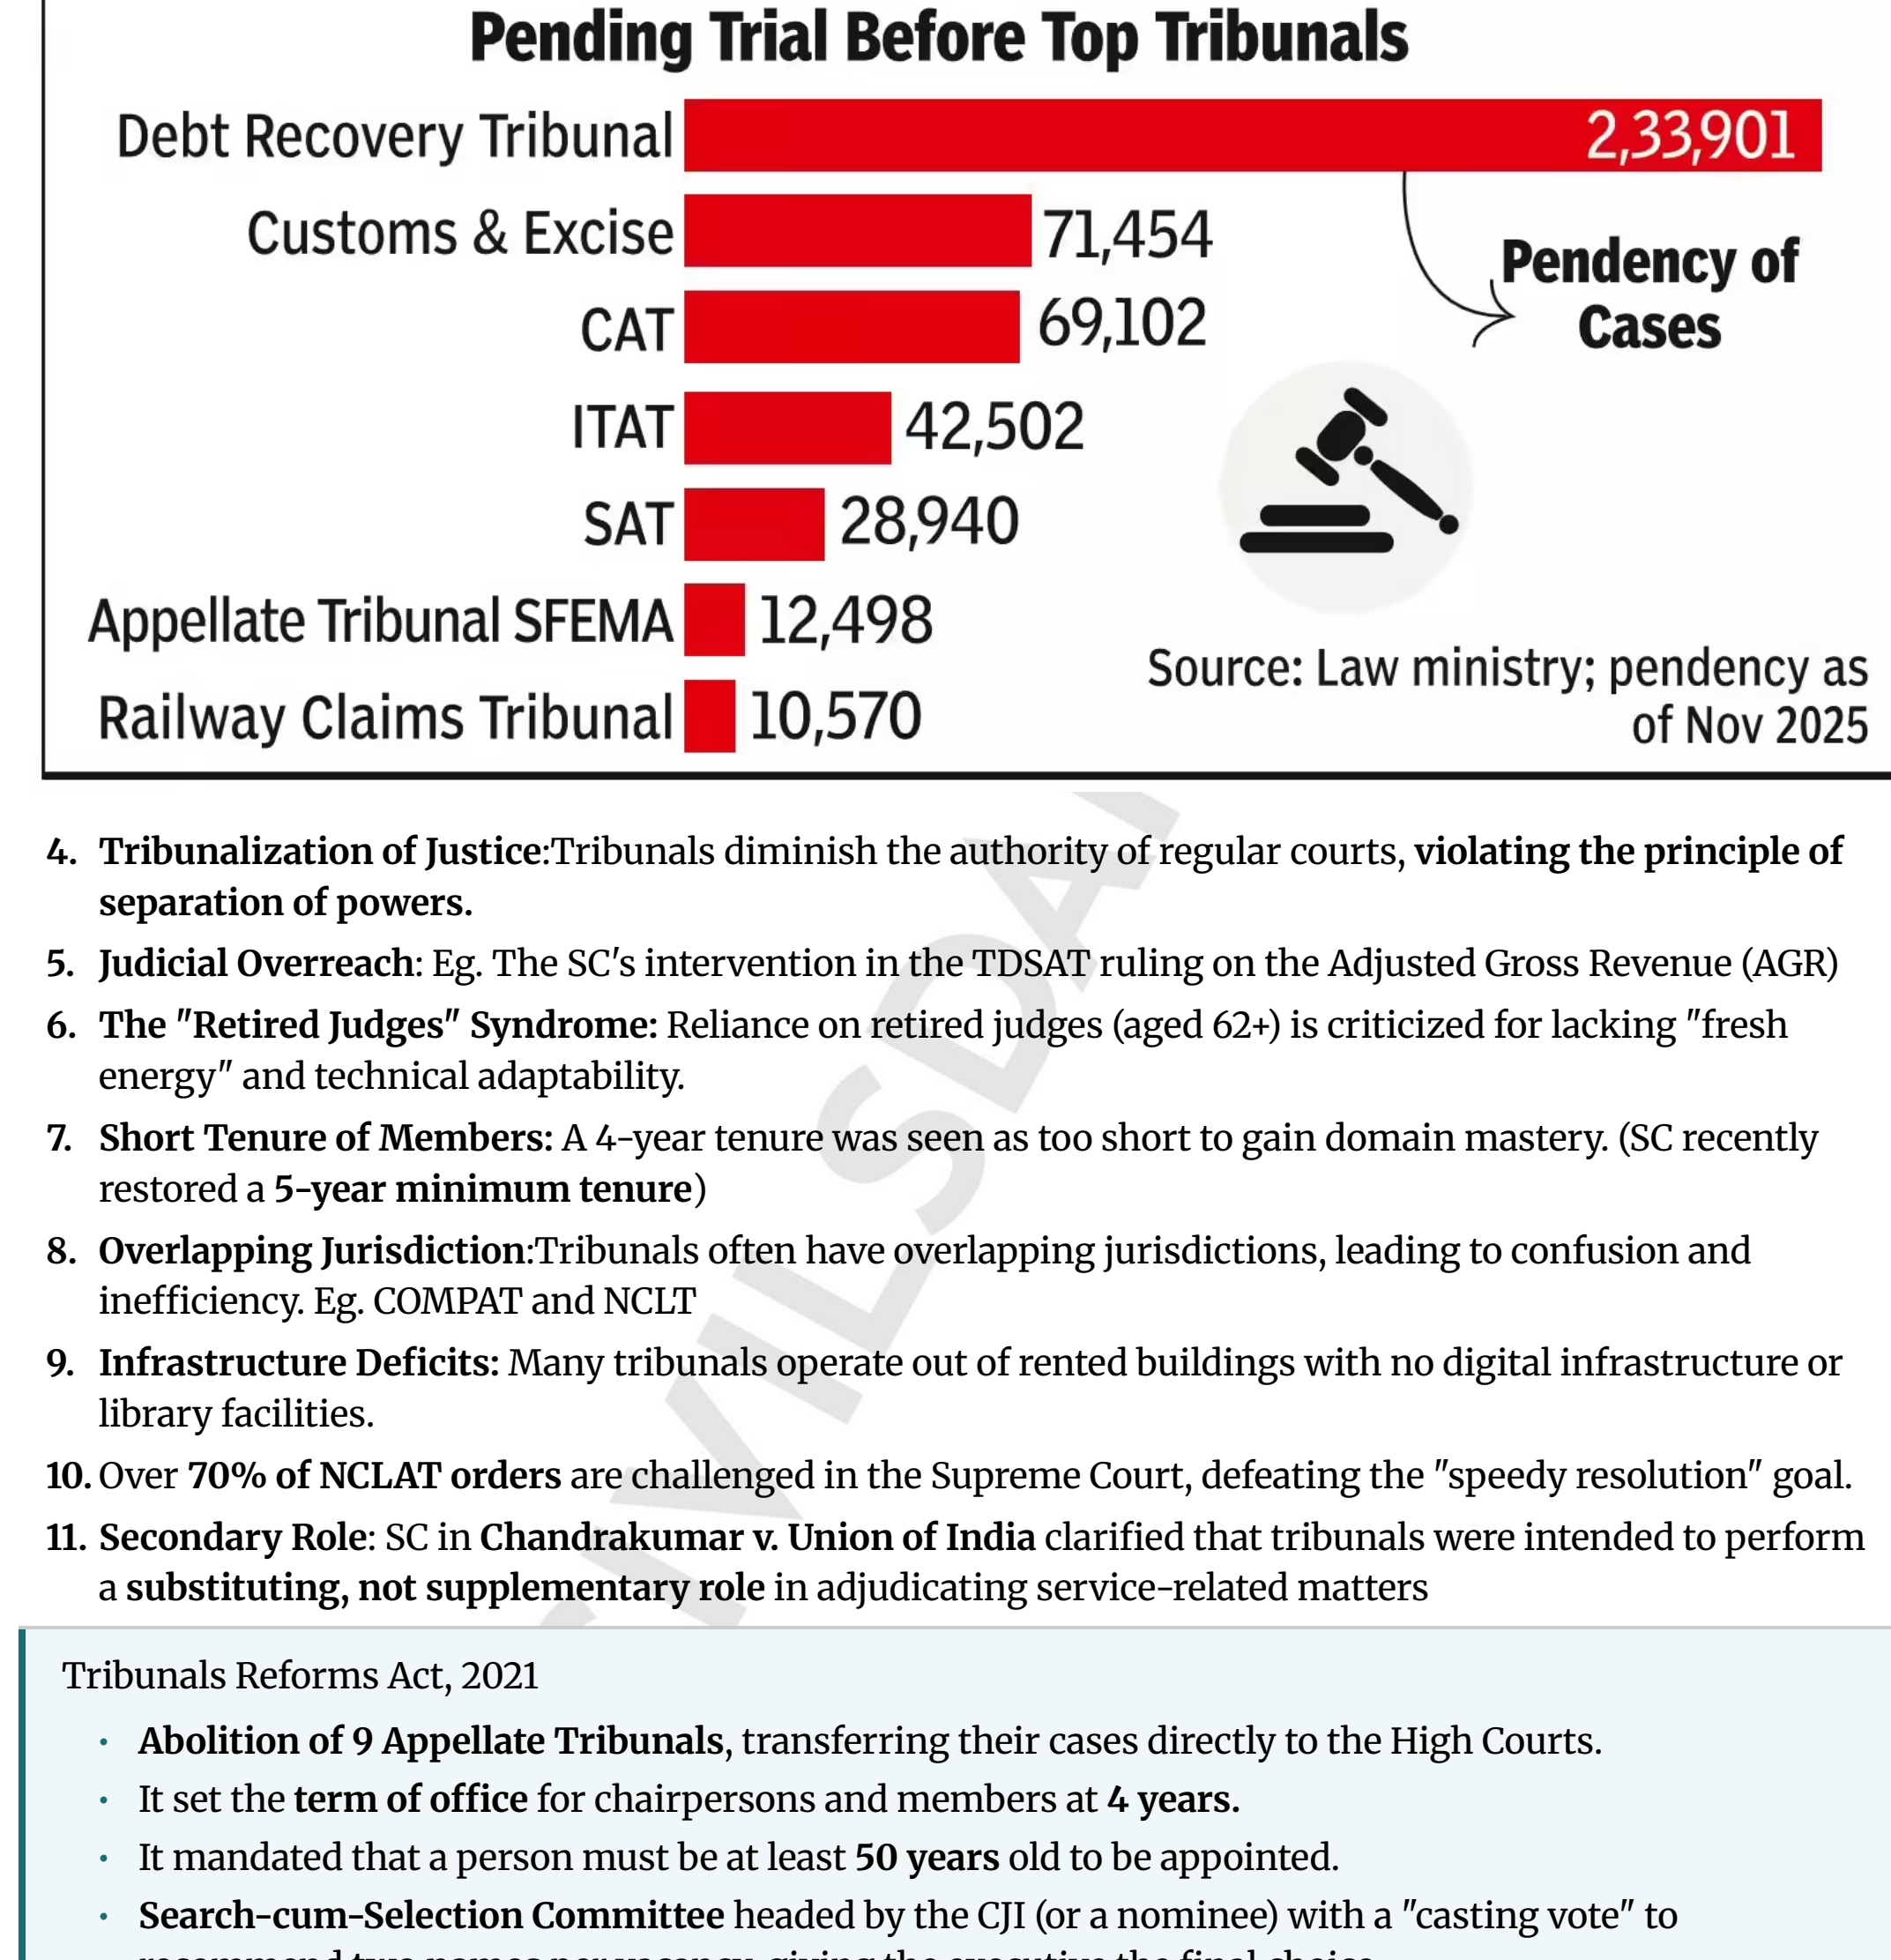 Pending Trial Before Top Tribunals
Debt Recovery Tribunal 2,33,901
Customs & Excise 71,454
Pendency of
Cases
CAT 69,102
ITAT 42,502
SAT 28,940
Appellate Tribunal SFEMA 12,498
Source: Law ministry; pendency as
of Nov 2025
Railway Claims Tribunal 10,570
4. Tribunalization of Justice:Tribunals diminish the authority of regular courts, violating the principle of
separation of powers.
5. Judicial Overreach: Eg. The SC's intervention in the TDSAT ruling on the Adjusted Gross Revenue (AGR)
6. The "Retired Judges" Syndrome: Reliance on retired judges (aged 62+) is criticized for lacking "fresh
energy" and technical adaptability.
7. Short Tenure of Members: A 4-year tenure was seen as too short to gain domain mastery. (SC recently
restored a 5-year minimum tenure)
8. Overlapping Jurisdiction:Tribunals often have overlapping jurisdictions, leading to confusion and
inefficiency. Eg. COMPAT and NCLT
9. Infrastructure Deficits: Many tribunals operate out of rented buildings with no digital infrastructure or
library facilities.
10. Over 70% of NCLAT orders are challenged in the Supreme Court, defeating the "speedy resolution" goal.
11. Secondary Role: SC in Chandrakumar v. Union of India clarified that tribunals were intended to perform
a substituting, not supplementary role in adjudicating service-related matters
Tribunals Reforms Act, 2021
• Abolition of 9 Appellate Tribunals, transferring their cases directly to the High Courts.
• It set the term of office for chairpersons and members at 4 years.
• It mandated that a person must be at least 50 years old to be appointed.
• Search-cum-Selection Committee headed by the CJI (or a nominee) with a "casting vote" to